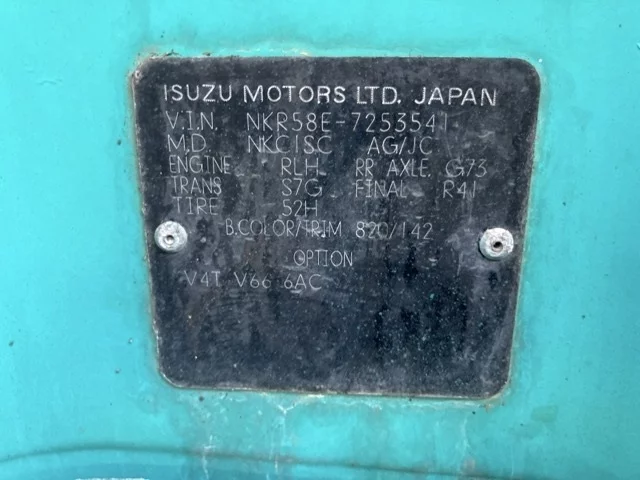 ISUZU MOTORS LTD. JAPAN
V.I.N. NKR58E-7253541
M.D. NKC1SC AG/JC
ENGINE RLH RR AXLE. G73
TRANS S7G FINAL R41
TIRE 52H
B.COLOR/TRIM 820/142
OPTION
V4T V66 6AC